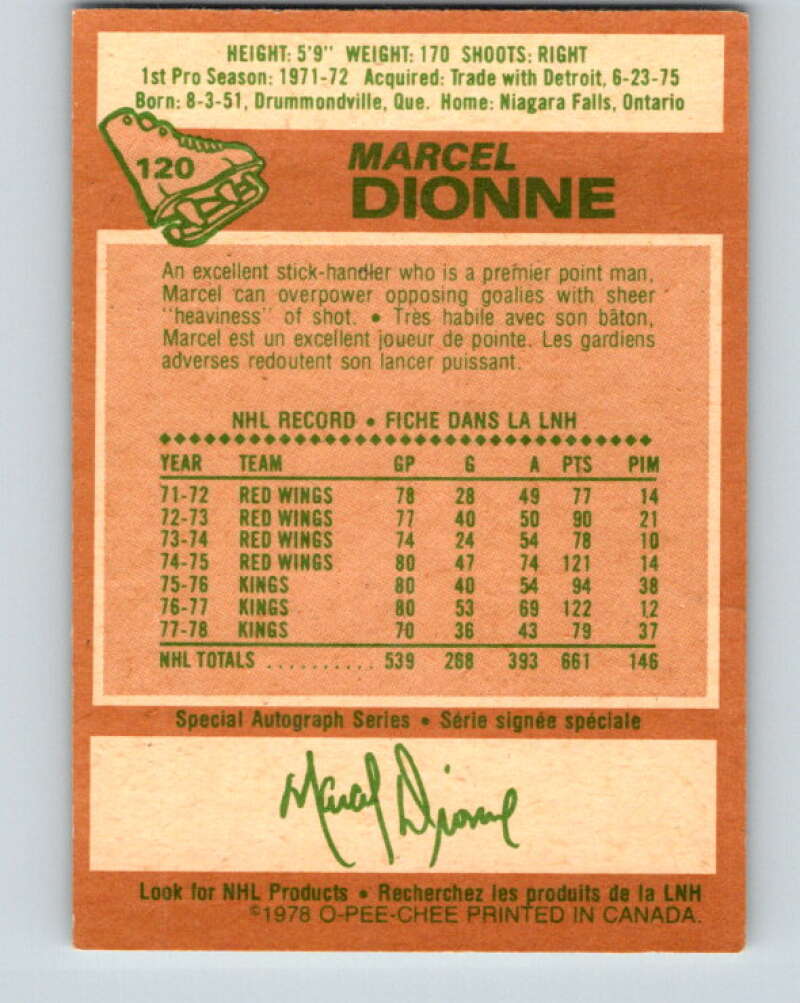 HEIGHT: 5'9" WEIGHT: 170 SHOOTS: RIGHT
1st Pro Season: 1971-72 Acquired: Trade with Detroit, 6-23-75
Born: 8-3-51, Drummondville, Que. Home: Niagara Falls, Ontario
120
MARCEL
DIONNE
An excellent stick-handler who is a premier point man,
Marcel can overpower opposing goalies with sheer
"heaviness" of shot. • Très habile avec son bâton,
Marcel est un excellent joueur de pointe. Les gardiens
adverses redoutent son lancer puissant.
NHL RECORD • FICHE DANS LA LNH
YEAR TEAM GP G A PTS PIM
71-72 RED WINGS 78 28 49 77 14
72-73 RED WINGS 77 40 50 90 21
73-74 RED WINGS 74 24 54 78 10
74-75 RED WINGS 80 47 74 121 14
75-76 KINGS 80 40 54 94 38
76-77 KINGS 80 53 69 122 12
77-78 KINGS 70 36 43 79 37
NHL TOTALS .......... 539 268 393 661 146
Special Autograph Series • Série signée spéciale
Marcel Dionne
Look for NHL Products • Recherchez les produits de la LNH
©1978 O-PEE-CHEE PRINTED IN CANADA.